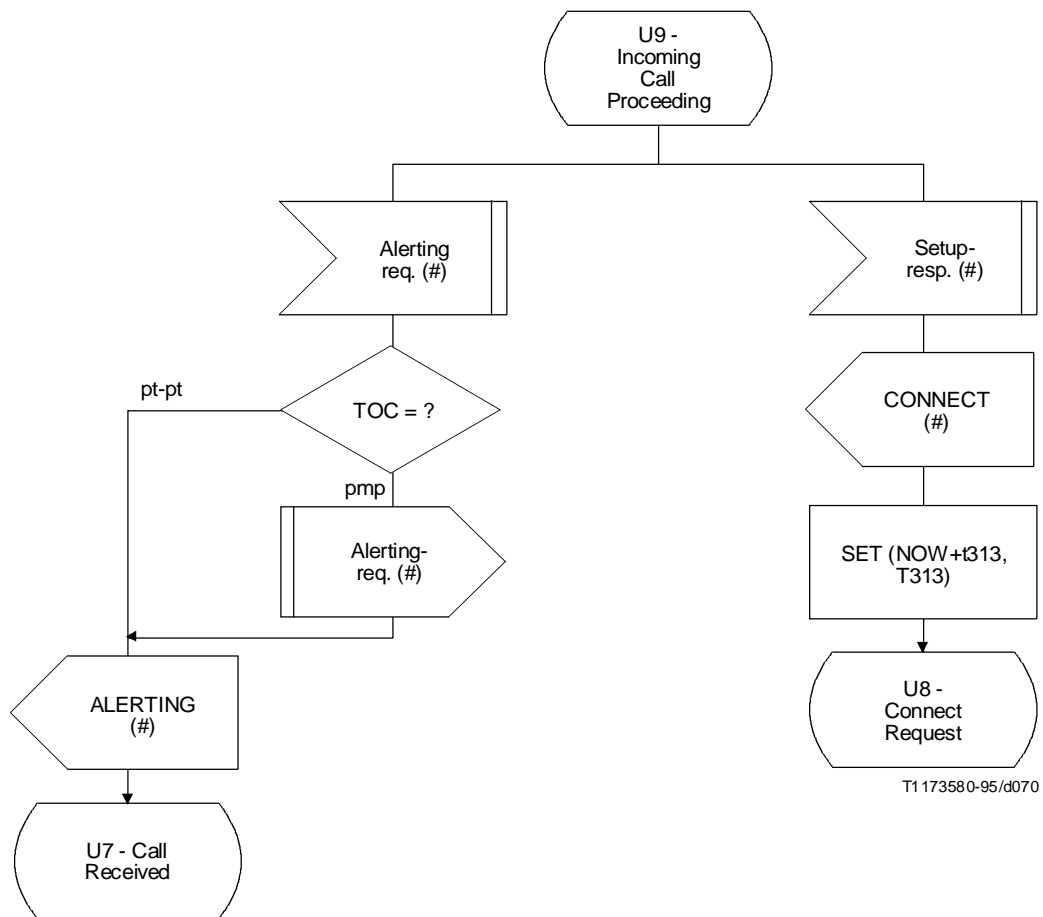 U9 -
Incoming
Call
Proceeding
Alerting
req. (#)
Setup-
resp. (#)
pt-pt
TOC = ?
CONNECT
(#)
pmp
Alerting-
req. (#)
SET (NOW+t313,
T313)
ALERTING
(#)
U8 -
Connect
Request
T1173580-95/d070
U7 - Call
Received